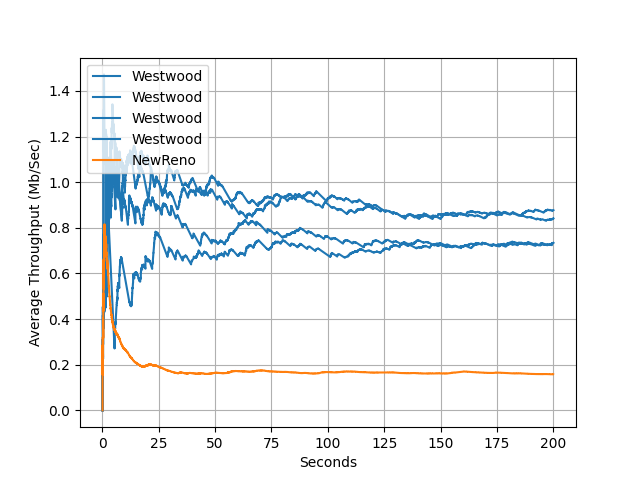 Westwood
Westwood
Westwood
Westwood
NewReno
Average Throughput (Mb/Sec)
1.4
1.2
1.0
0.8
0.6
0.4
0.2
0.0
0 25 50 75 100 125 150 175 200
Seconds